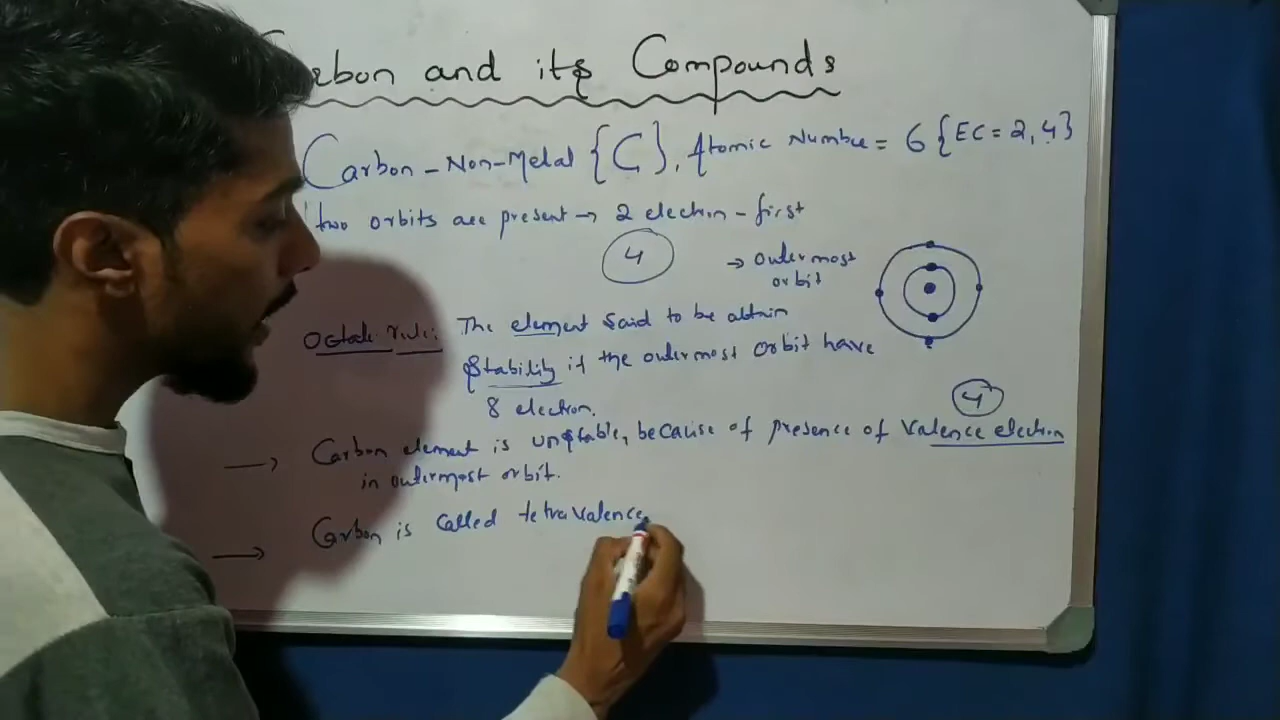 Carbon and its Compounds
Carbon - Non-Metal {C}, Atomic Number = 6 {EC = 2, 4}
two orbits are present → 2 electron - first
4 → outermost
orbit
Octate rule: The element said to be abtain
stability if the outermost orbit have
8 electron.
4
→ Carbon element is unstable, because of presence of valence electron
in outermost orbit.
→ Carbon is called tetravalence